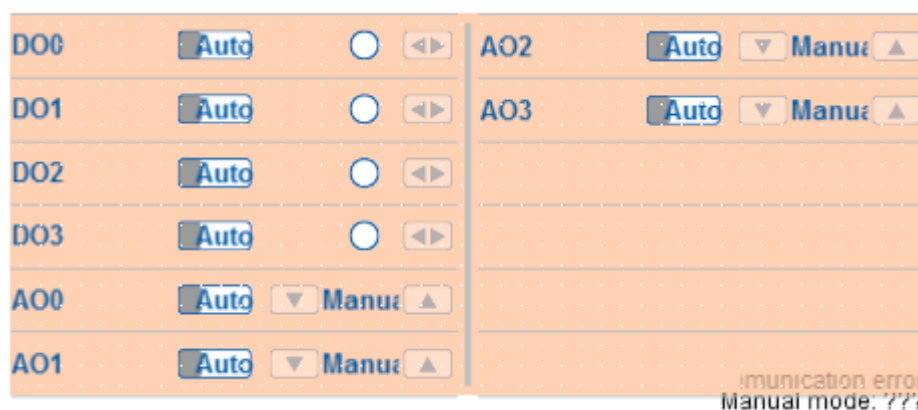 DO0 Auto
DO1 Auto
DO2 Auto
DO3 Auto
AO0 Auto Manua
AO1 Auto Manua
AO2 Auto Manua
AO3 Auto Manua
munication error
Manual mode: ???